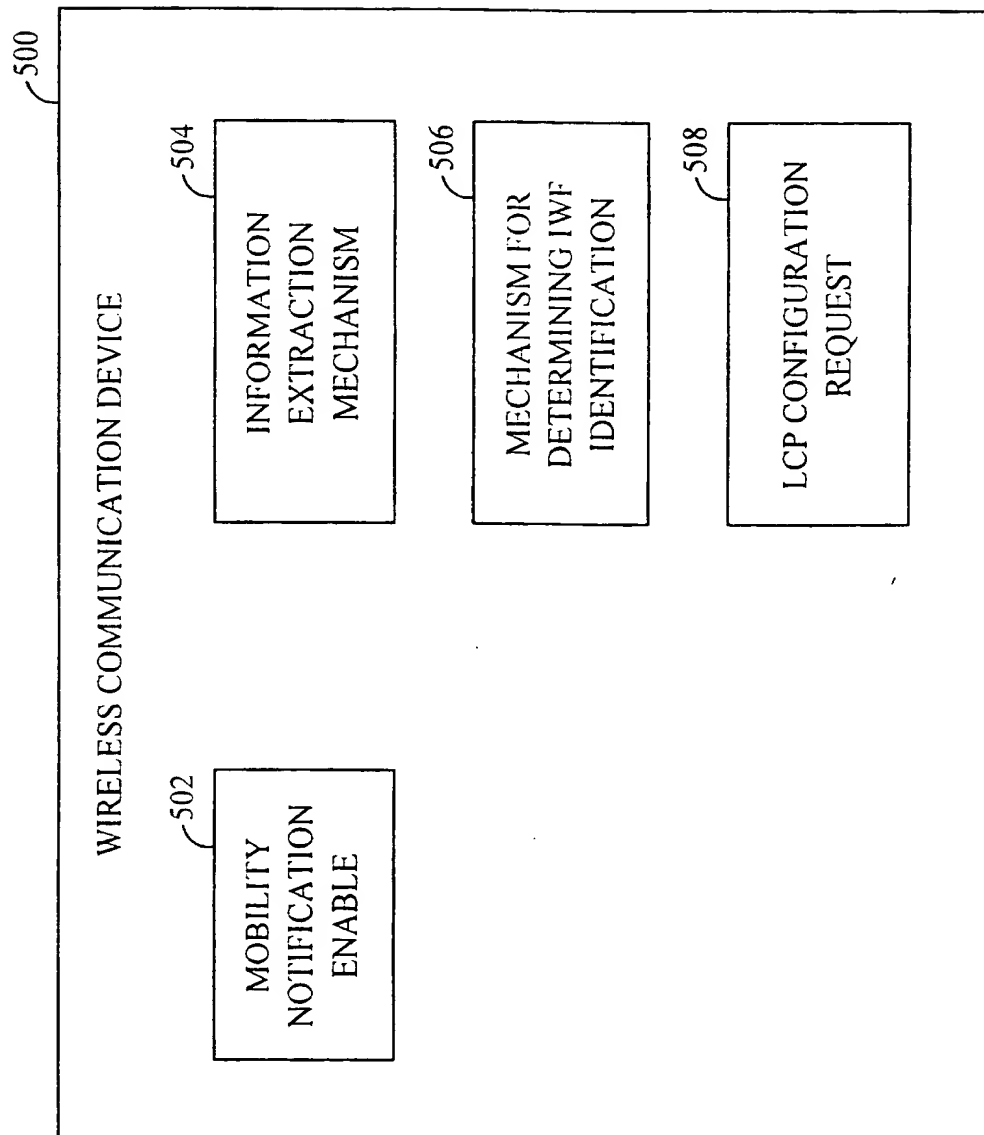 500
WIRELESS COMMUNICATION DEVICE
502
MOBILITY
NOTIFICATION
ENABLE
504
INFORMATION
EXTRACTION
MECHANISM
506
MECHANISM FOR
DETERMINING IWF
IDENTIFICATION
508
LCP CONFIGURATION
REQUEST